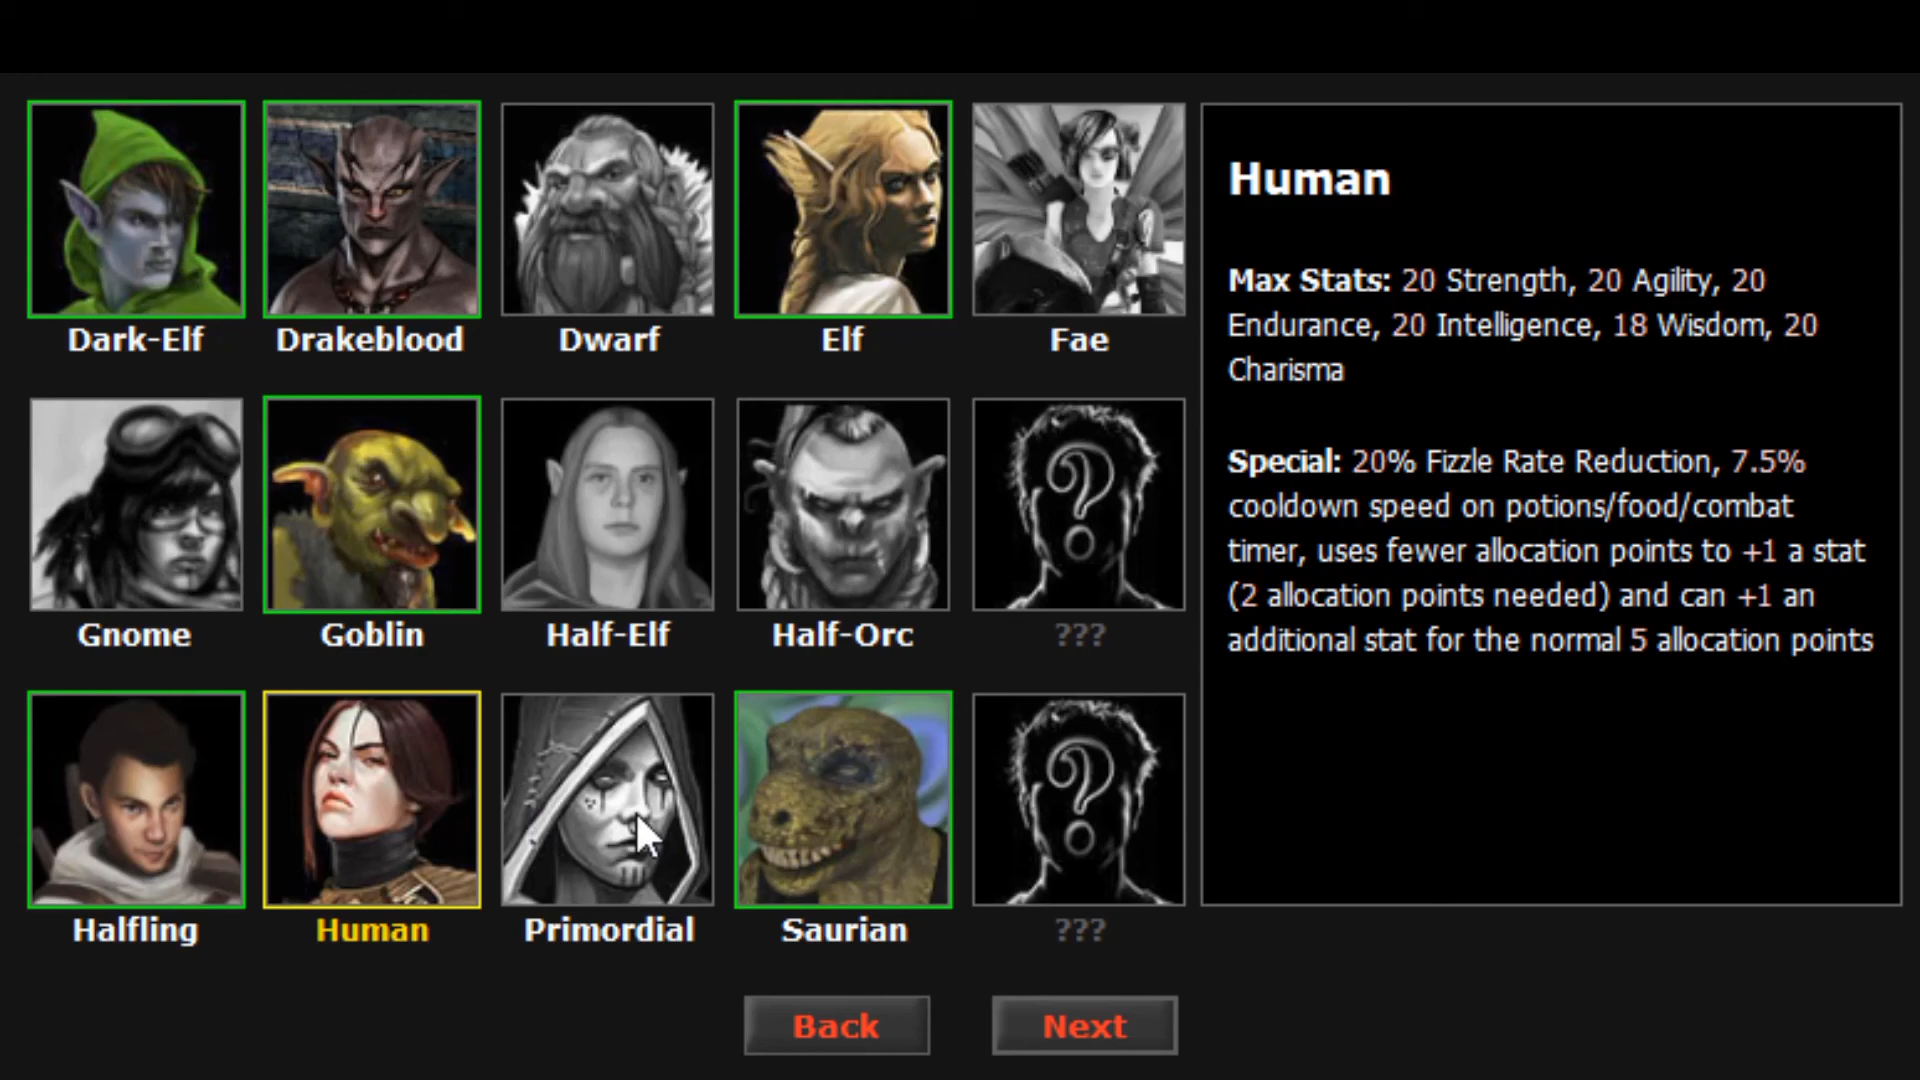 Dark-Elf
Drakeblood
Dwarf
Elf
Fae
Gnome
Goblin
Half-Elf
Half-Orc
???
Halfling
Human
Primordial
Saurian
???
Human
Max Stats: 20 Strength, 20 Agility, 20
Endurance, 20 Intelligence, 18 Wisdom, 20
Charisma
Special: 20% Fizzle Rate Reduction, 7.5%
cooldown speed on potions/food/combat
timer, uses fewer allocation points to +1 a stat
(2 allocation points needed) and can +1 an
additional stat for the normal 5 allocation points
Back
Next